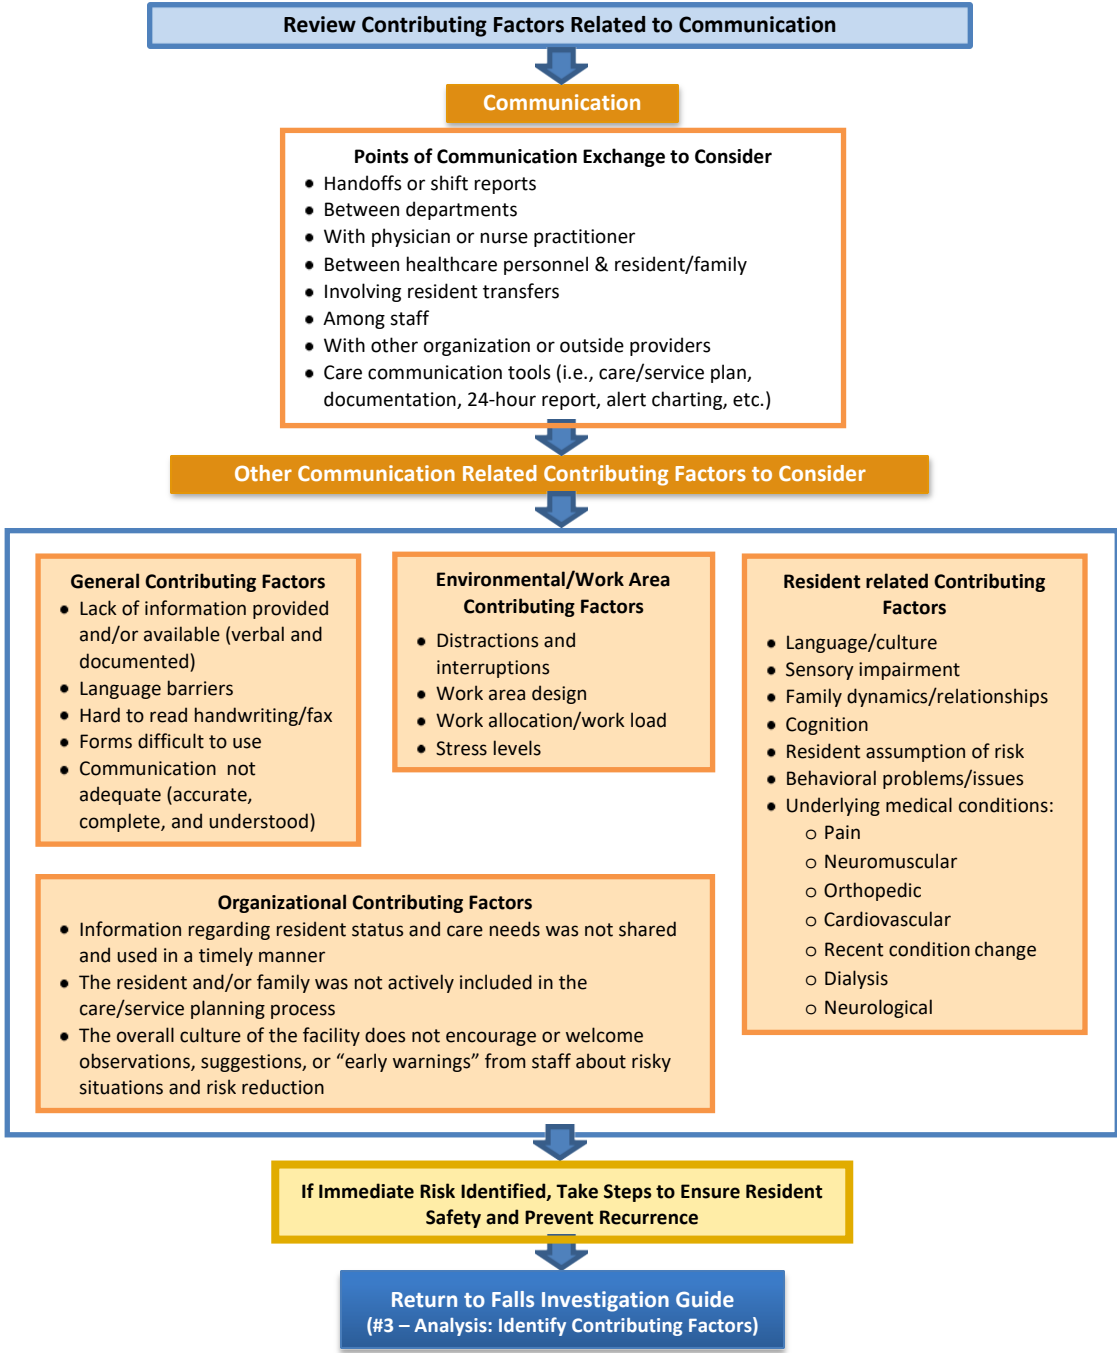 Review Contributing Factors Related to Communication
Communication
Points of Communication Exchange to Consider
• Handoffs or shift reports
• Between departments
• With physician or nurse practitioner
• Between healthcare personnel & resident/family
• Involving resident transfers
• Among staff
• With other organization or outside providers
• Care communication tools (i.e., care/service plan,
documentation, 24-hour report, alert charting, etc.)
Other Communication Related Contributing Factors to Consider
General Contributing Factors
• Lack of information provided
and/or available (verbal and
documented)
• Language barriers
• Hard to read handwriting/fax
• Forms difficult to use
• Communication not
adequate (accurate,
complete, and understood)
Environmental/Work Area
Contributing Factors
• Distractions and
interruptions
• Work area design
• Work allocation/work load
• Stress levels
Resident related Contributing
Factors
• Language/culture
• Sensory impairment
• Family dynamics/relationships
• Cognition
• Resident assumption of risk
• Behavioral problems/issues
• Underlying medical conditions:
o Pain
o Neuromuscular
o Orthopedic
o Cardiovascular
o Recent condition change
o Dialysis
o Neurological
Organizational Contributing Factors
• Information regarding resident status and care needs was not shared
and used in a timely manner
• The resident and/or family was not actively included in the
care/service planning process
• The overall culture of the facility does not encourage or welcome
observations, suggestions, or “early warnings” from staff about risky
situations and risk reduction
If Immediate Risk Identified, Take Steps to Ensure Resident
Safety and Prevent Recurrence
Return to Falls Investigation Guide
(#3 – Analysis: Identify Contributing Factors)